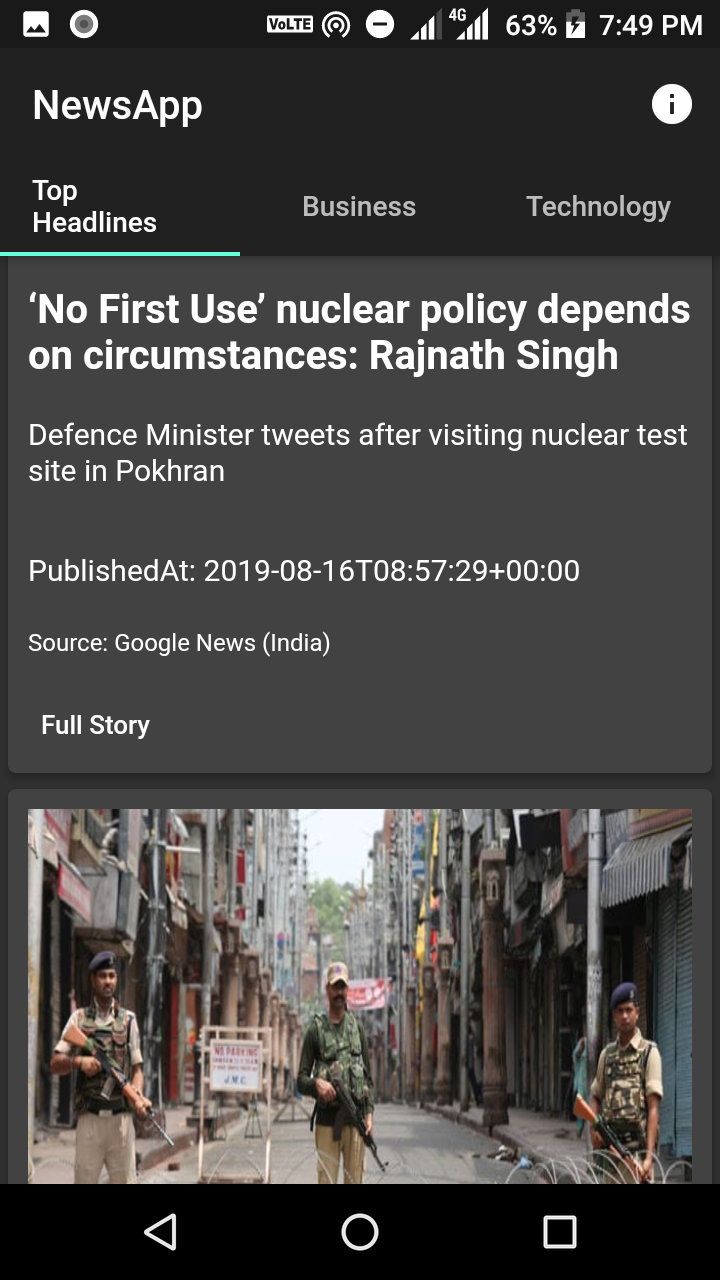 VoLTE 4G 63% 7:49 PM
NewsApp
Top
Headlines
Business
Technology
‘No First Use’ nuclear policy depends
on circumstances: Rajnath Singh
Defence Minister tweets after visiting nuclear test
site in Pokhran
PublishedAt: 2019-08-16T08:57:29+00:00
Source: Google News (India)
Full Story
NO PARKING
J.M.C.